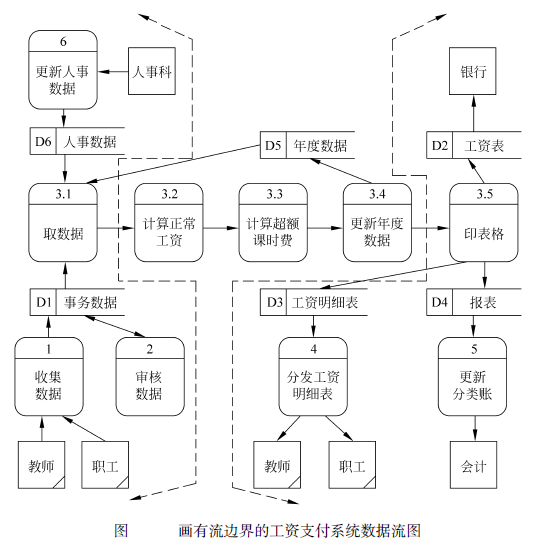 6
更新人事
数据
人事科
银行
D6 人事数据
D5 年度数据
D2 工资表
3.1
取数据
3.2
计算正常
工资
3.3
计算超额
课时费
3.4
更新年度
数据
3.5
印表格
D1 事务数据
D3 工资明细表
D4 报表
1
收集
数据
2
审核
数据
4
分发工资
明细表
5
更新
分类账
教师
职工
教师
职工
会计
图 画有流边界的工资支付系统数据流图